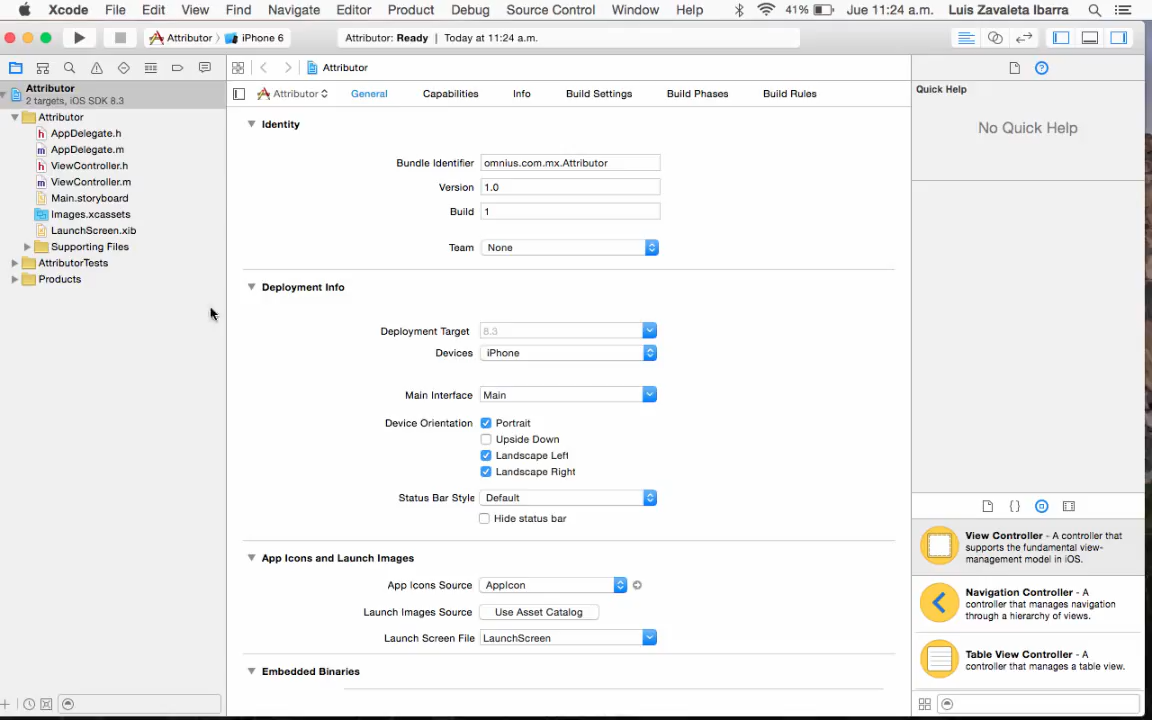 Xcode File Edit View Find Navigate Editor Product Debug Source Control Window Help 41% Jue 11:24 a.m. Luis Zavaleta Ibarra
Attributor iPhone 6 Attributor: Ready Today at 11:24 a.m.
Attributor
2 targets, iOS SDK 8.3
Attributor
AppDelegate.h
AppDelegate.m
ViewController.h
ViewController.m
Main.storyboard
Images.xcassets
LaunchScreen.xib
Supporting Files
AttributorTests
Products
Attributor
Attributor General Capabilities Info Build Settings Build Phases Build Rules
Identity
Bundle Identifier omnius.com.mx.Attributor
Version 1.0
Build 1
Team None
Deployment Info
Deployment Target 8.3
Devices iPhone
Main Interface Main
Device Orientation Portrait
Upside Down
Landscape Left
Landscape Right
Status Bar Style Default
Hide status bar
App Icons and Launch Images
App Icons Source AppIcon
Launch Images Source Use Asset Catalog
Launch Screen File LaunchScreen
Embedded Binaries
Quick Help
No Quick Help
View Controller - A controller that
supports the fundamental view-
management model in iOS.
Navigation Controller - A
controller that manages navigation
through a hierarchy of views.
Table View Controller - A
controller that manages a table view.